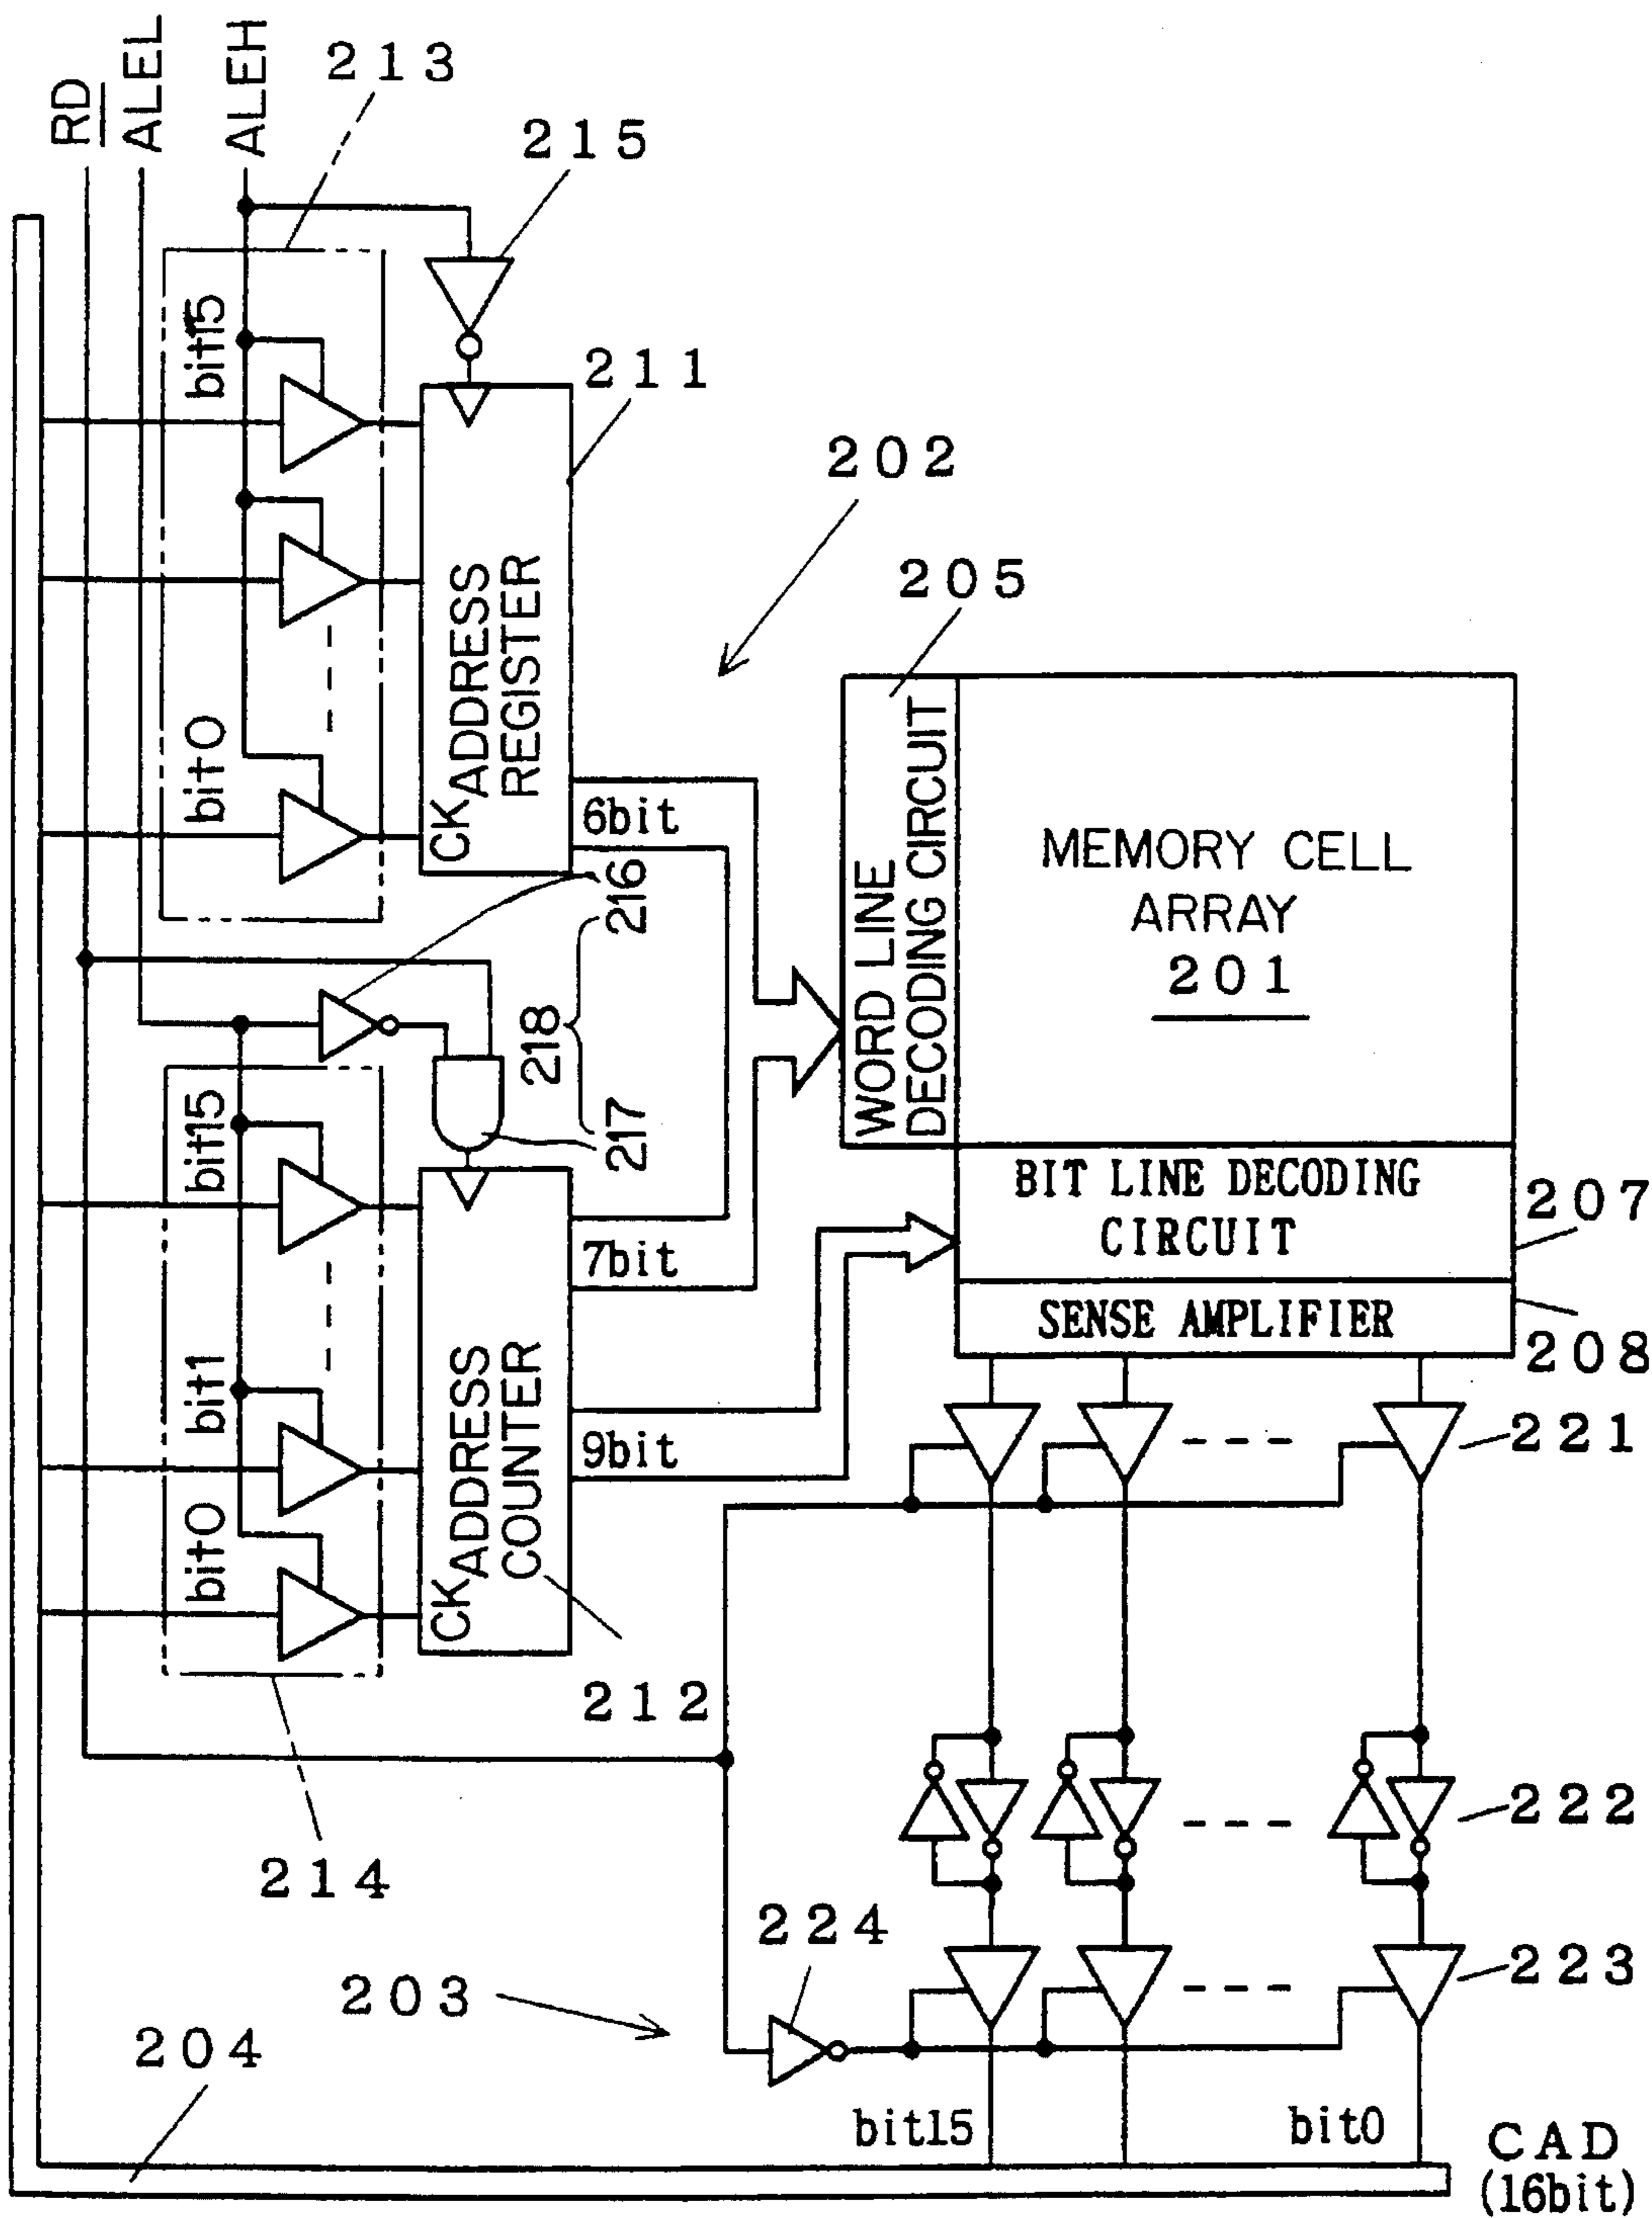 RD
ALEL
ALEH
213
215
bit15
211
202
205
ADDRESS
REGISTER
CK
bit0
6bit
216
218
217
WORD LINE
DECODING CIRCUIT
MEMORY CELL
ARRAY
201
bit15
BIT LINE DECODING
CIRCUIT
207
7bit
SENSE AMPLIFIER
208
bit1
ADDRESS
COUNTER
CK
9bit
221
bit0
212
214
222
224
203
223
204
bit15
bit0
CAD
(16bit)